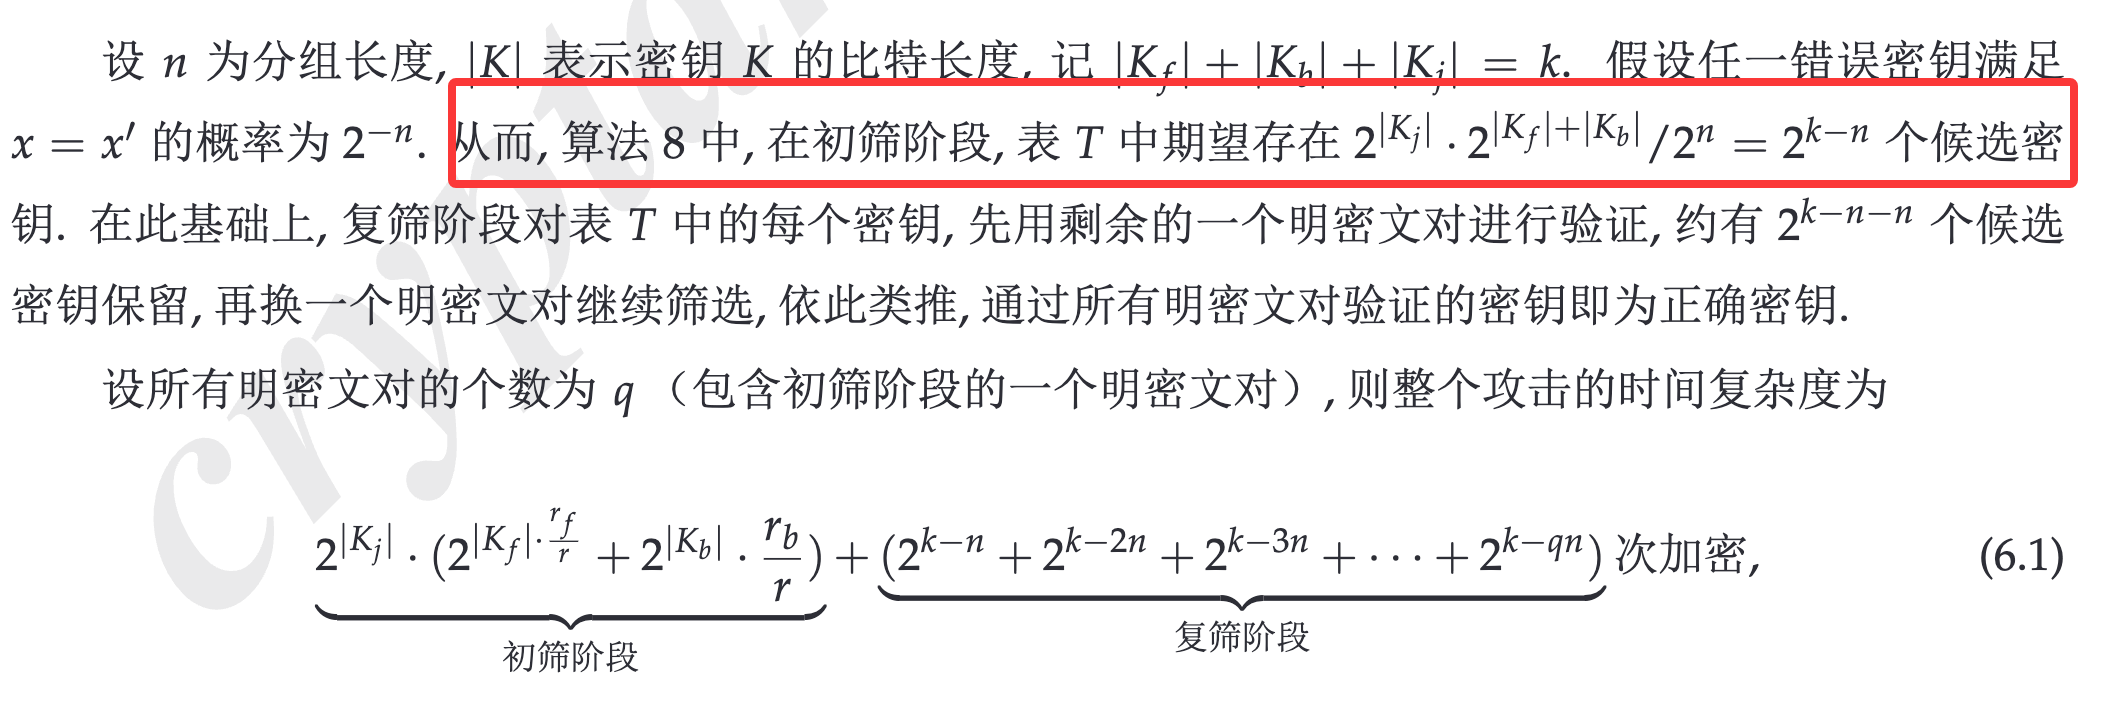 设 n 为分组长度, |K| 表示密钥 K 的比特长度, 记 |K_f| + |K_b| + |K_j| = k. 假设任一错误密钥满足
x = x′ 的概率为 2^{−n}. 从而, 算法 8 中, 在初筛阶段, 表 T 中期望存在 2^{|K_j|} · 2^{|K_f|+|K_b|}/2^n = 2^{k−n} 个候选密
钥. 在此基础上, 复筛阶段对表 T 中的每个密钥, 先用剩余的一个明密文对进行验证, 约有 2^{k−n−n} 个候选
密钥保留, 再换一个明密文对继续筛选, 依此类推, 通过所有明密文对验证的密钥即为正确密钥.
设所有明密文对的个数为 q （包含初筛阶段的一个明密文对）, 则整个攻击的时间复杂度为
2^{|K_j|} · (2^{|K_f|·\frac{r_f}{r}} + 2^{|K_b|} · \frac{r_b}{r}) + (2^{k−n} + 2^{k−2n} + 2^{k−3n} + · · · + 2^{k−qn}) 次加密, (6.1)
初筛阶段 复筛阶段